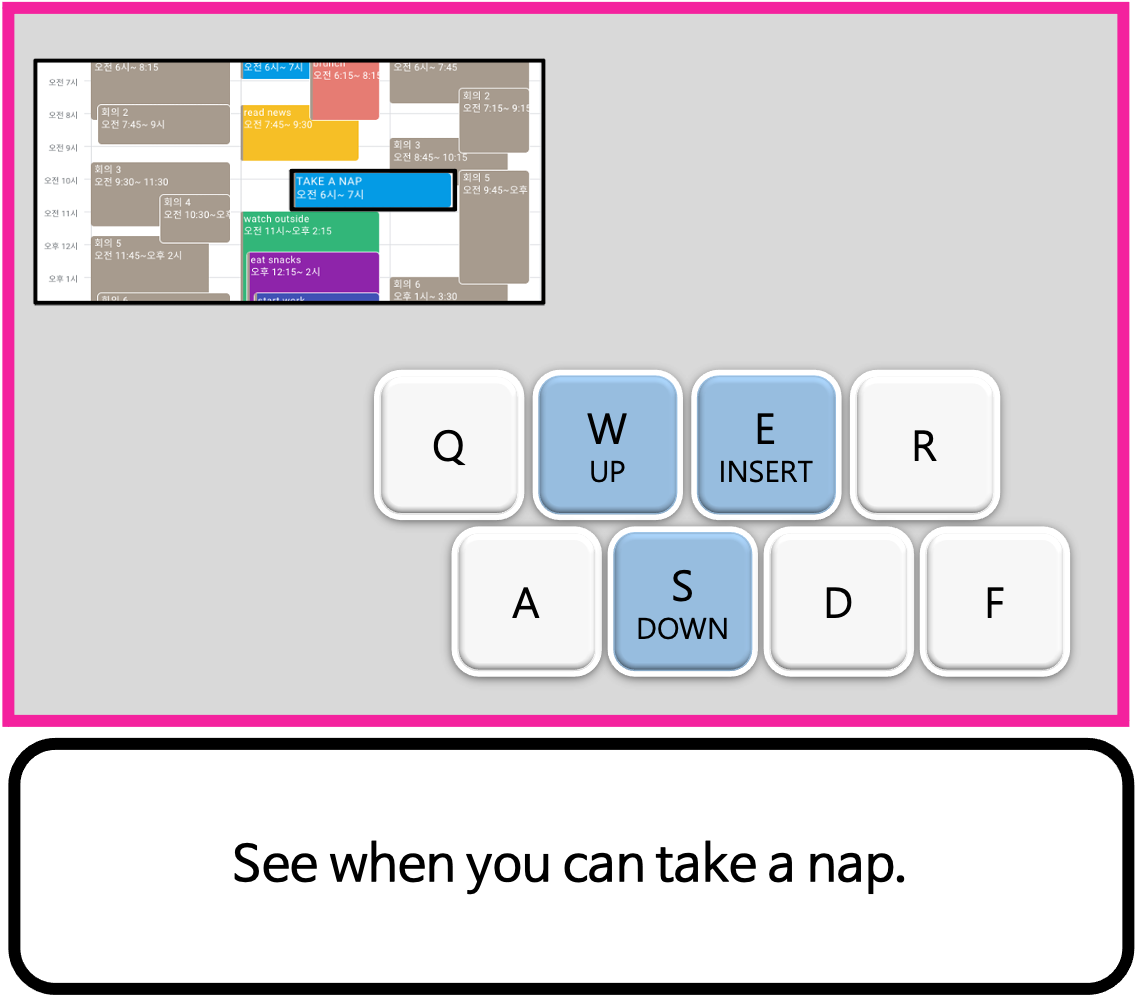 오전 7시
오전 8시
오전 9시
오전 10시
오전 11시
오후 12시
오후 1시
오전 6시~ 8:15
회의 2
오전 7:45~ 9시
회의 3
오전 9:30~ 11:30
회의 4
오전 10:30~오후
회의 5
오전 11:45~오후 2시
회의 6
오전 6시~ 7시
brunch
오전 6:15~ 8:15
read news
오전 7:45~ 9:30
TAKE A NAP
오전 6시~ 7시
watch outside
오전 11시~오후 2:15
eat snacks
오후 12:15~ 2시
start work
오전 6시~ 7:45
회의 2
오전 7:15~ 9:15
회의 3
오전 8:45~ 10:15
회의 5
오전 9:45~오후
회의 6
오후 1시~ 3:30
Q
W
UP
E
INSERT
R
A
S
DOWN
D
F
See when you can take a nap.